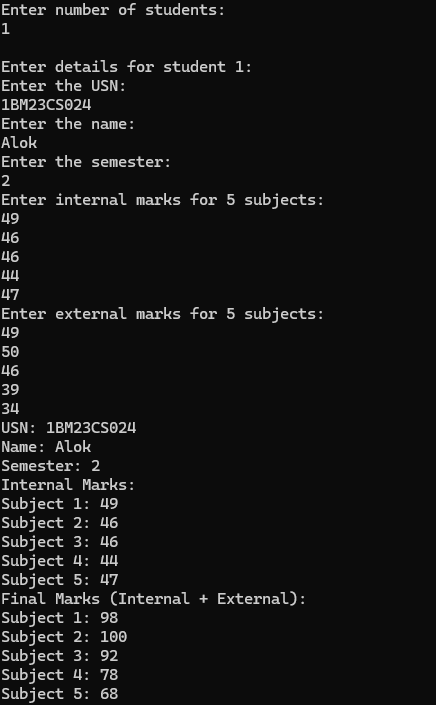 Enter number of students:
1
Enter details for student 1:
Enter the USN:
1BM23CS024
Enter the name:
Alok
Enter the semester:
2
Enter internal marks for 5 subjects:
49
46
46
44
47
Enter external marks for 5 subjects:
49
50
46
39
34
USN: 1BM23CS024
Name: Alok
Semester: 2
Internal Marks:
Subject 1: 49
Subject 2: 46
Subject 3: 46
Subject 4: 44
Subject 5: 47
Final Marks (Internal + External):
Subject 1: 98
Subject 2: 100
Subject 3: 92
Subject 4: 78
Subject 5: 68